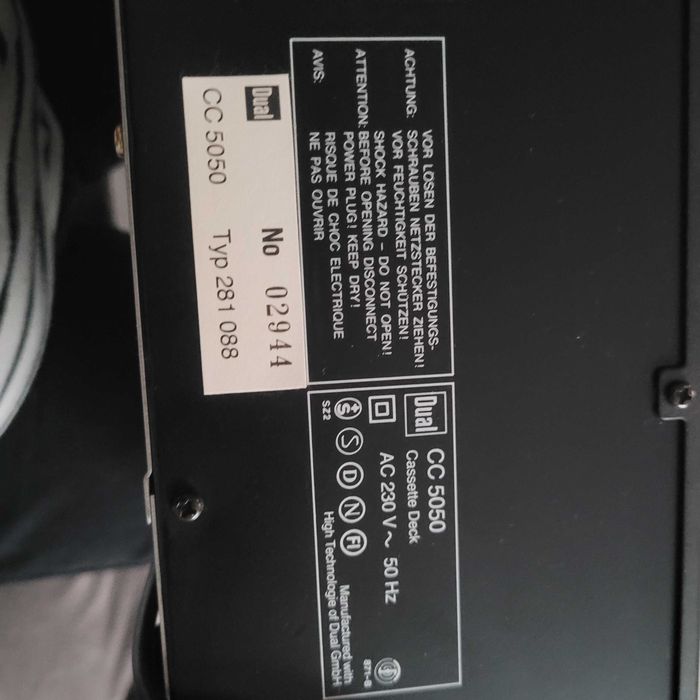 ACHTUNG: VOR LÖSEN DER BEFESTIGUNGS-
SCHRAUBEN NETZSTECKER ZIEHEN!
VOR FEUCHTIGKEIT SCHÜTZEN!
ATTENTION: SHOCK HAZARD - DO NOT OPEN!
BEFORE OPENING DISCONNECT
POWER PLUG! KEEP DRY!
AVIS: RISQUE DE CHOC ELECTRIQUE
NE PAS OUVRIR
Dual
No 02944
CC 5050 Typ 281 088
Dual CC 5050
Cassette Deck
AC 230 V ~ 50 Hz
S S D N FI
SZ2
Manufactured with
High Technologie of Dual GmbH